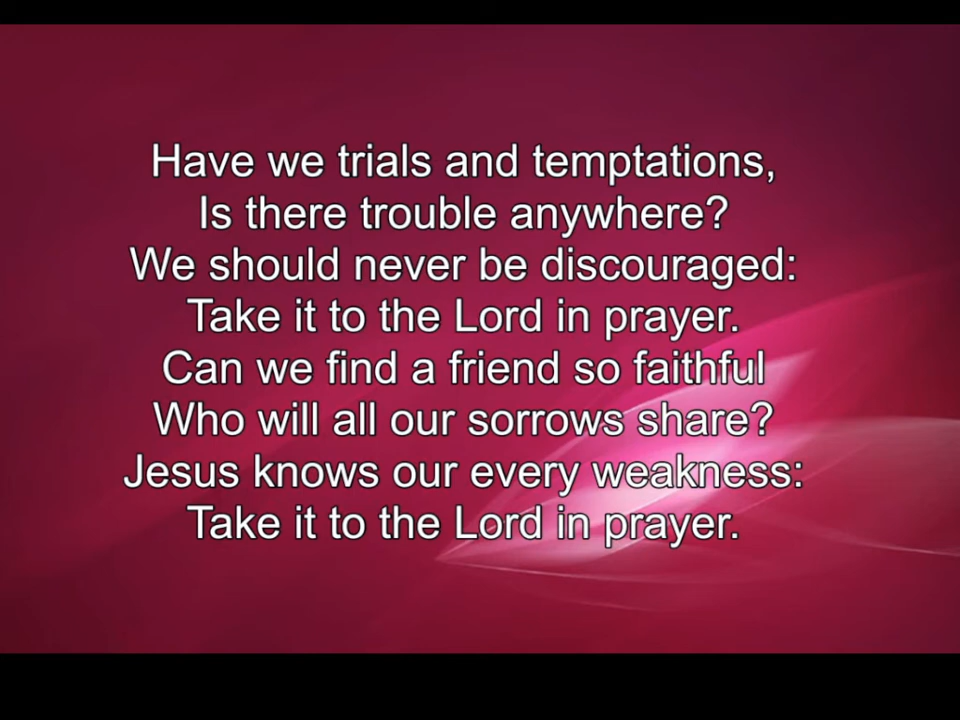 Have we trials and temptations,
Is there trouble anywhere?
We should never be discouraged:
Take it to the Lord in prayer.
Can we find a friend so faithful
Who will all our sorrows share?
Jesus knows our every weakness:
Take it to the Lord in prayer.